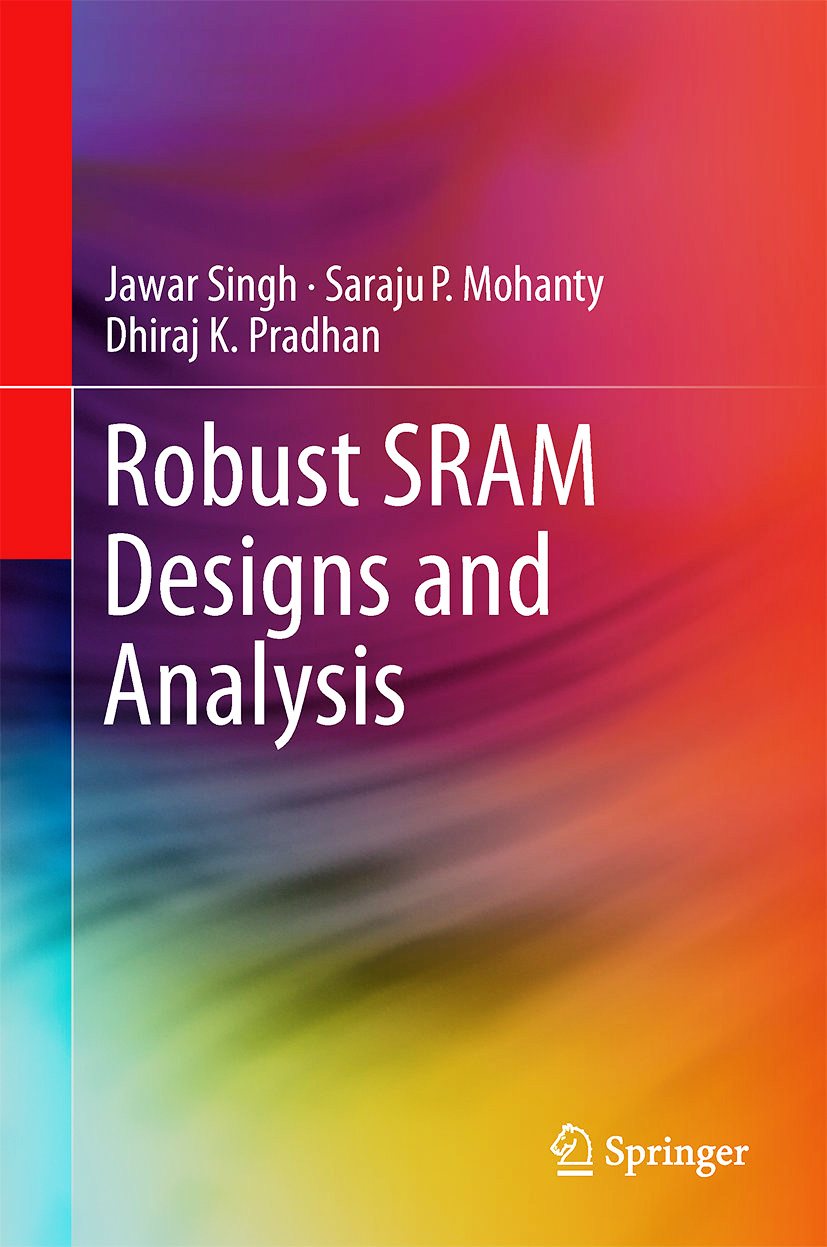 Jawar Singh · Saraju P. Mohanty
Dhiraj K. Pradhan
Robust SRAM
Designs and
Analysis
Springer